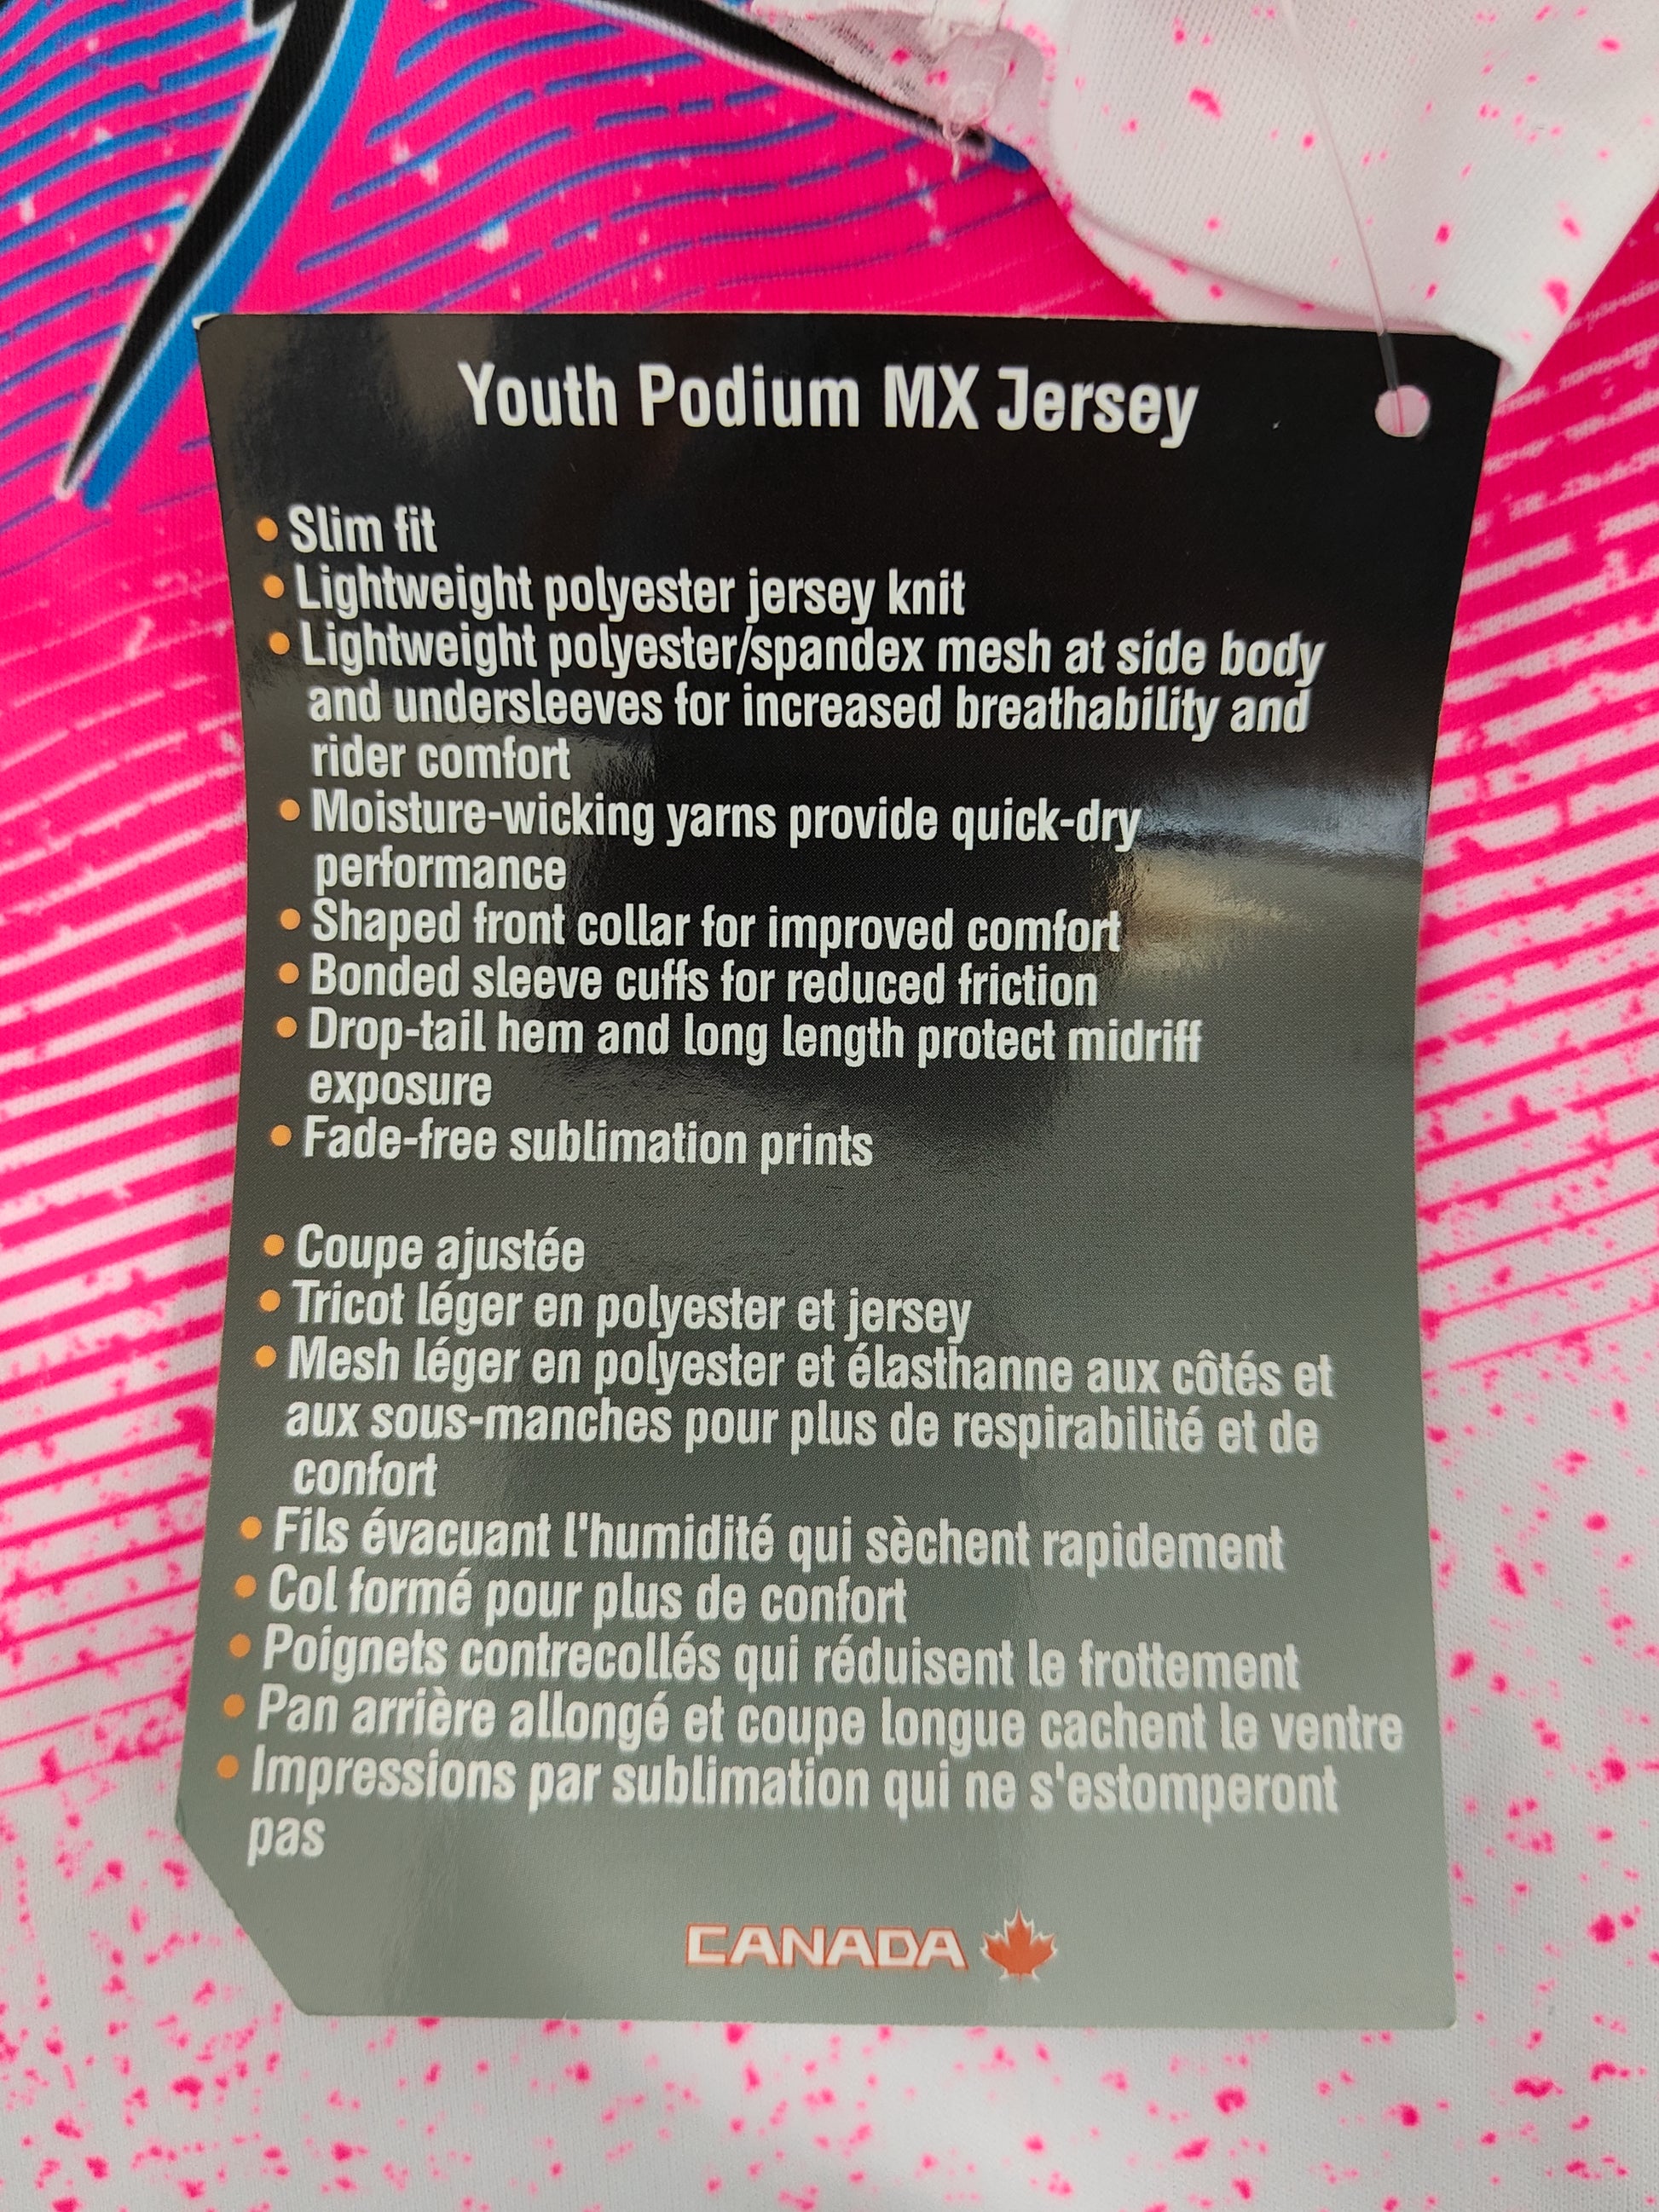 Youth Podium MX Jersey
• Slim fit
• Lightweight polyester jersey knit
• Lightweight polyester/spandex mesh at side body
and undersleeves for increased breathability and
rider comfort
• Moisture-wicking yarns provide quick-dry
performance
• Shaped front collar for improved comfort
• Bonded sleeve cuffs for reduced friction
• Drop-tail hem and long length protect midriff
exposure
• Fade-free sublimation prints
• Coupe ajustée
• Tricot léger en polyester et jersey
• Mesh léger en polyester et élasthanne aux côtés et
aux sous-manches pour plus de respirabilité et de
confort
• Fils évacuant l'humidité qui sèchent rapidement
• Col formé pour plus de confort
• Poignets contrecollés qui réduisent le frottement
• Pan arrière allongé et coupe longue cachent le ventre
• Impressions par sublimation qui ne s'estomperont
pas
CANADA